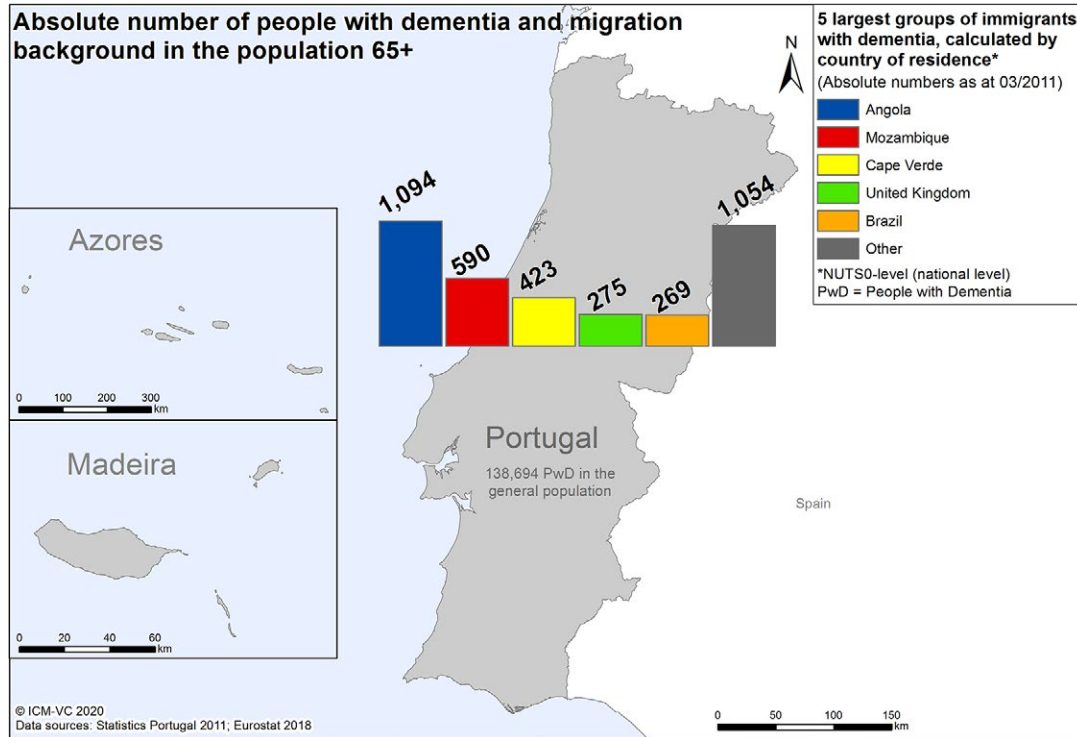 Absolute number of people with dementia and migration
background in the population 65+
N
5 largest groups of immigrants
with dementia, calculated by
country of residence*
(Absolute numbers as at 03/2011)
Angola
Mozambique
Cape Verde
United Kingdom
Brazil
Other
*NUTS0-level (national level)
PwD = People with Dementia
1,094
590
423
275
269
1,054
Azores
0 100 200 300
km
Madeira
0 20 40 60
km
Portugal
138,694 PwD in the
general population
Spain
© ICM-VC 2020
Data sources: Statistics Portugal 2011; Eurostat 2018
0 50 100 150
km